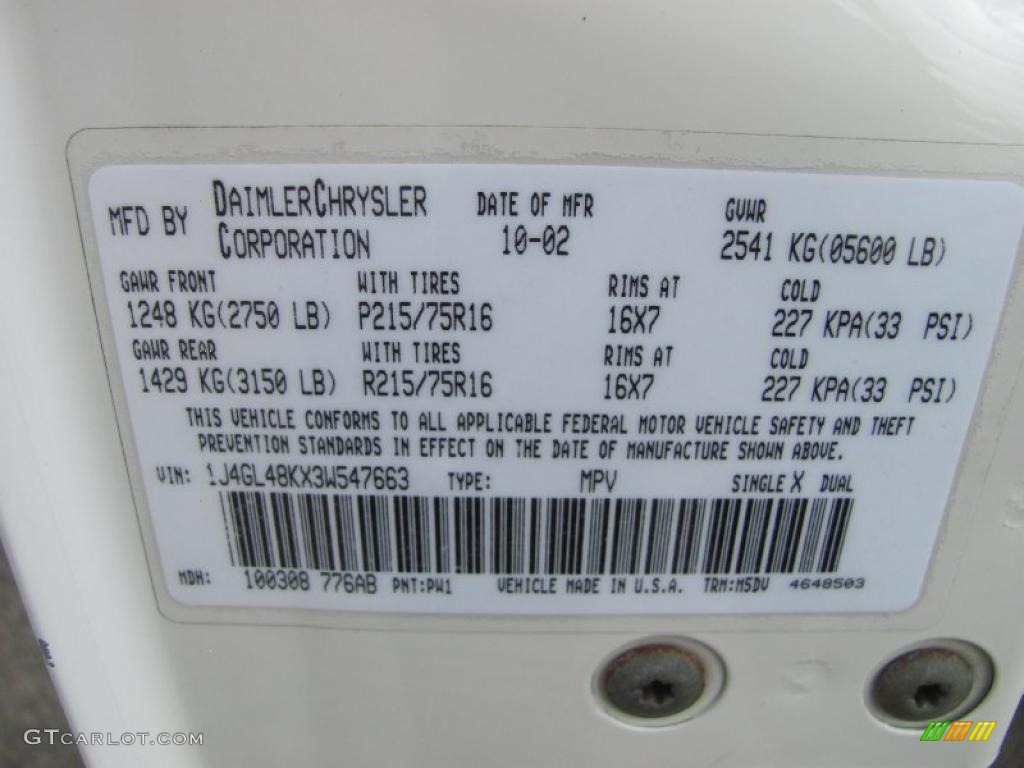 MFD BY DAIMLERCHRYSLER CORPORATION
DATE OF MFR
10-02
GVWR
2541 KG(05600 LB)
GAWR FRONT WITH TIRES RIMS AT COLD
1248 KG(2750 LB) P215/75R16 16X7 227 KPA(33 PSI)
GAWR REAR WITH TIRES RIMS AT COLD
1429 KG(3150 LB) R215/75R16 16X7 227 KPA(33 PSI)
THIS VEHICLE CONFORMS TO ALL APPLICABLE FEDERAL MOTOR VEHICLE SAFETY AND THEFT
PREVENTION STANDARDS IN EFFECT ON THE DATE OF MANUFACTURE SHOWN ABOVE.
VIN: 1J4GL48KX3W547663 TYPE: MPV SINGLE X DUAL
MDH: 100308 776AB PNT:PW1 VEHICLE MADE IN U.S.A. TRM:M5DV 4648503
GTCARLOT.COM